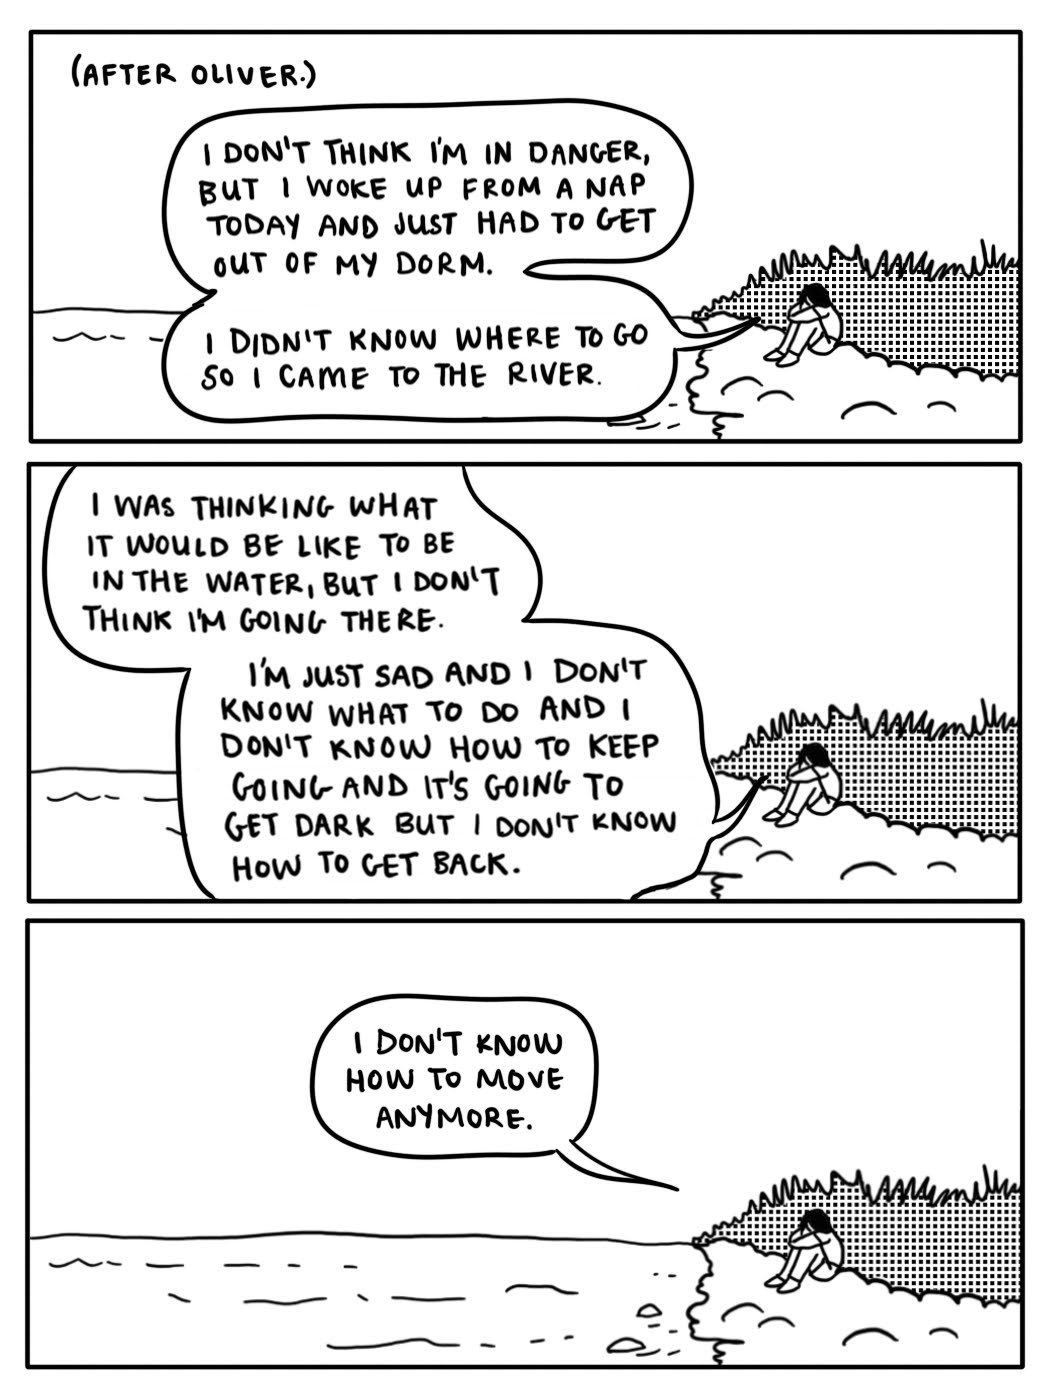 (AFTER OLIVER.)
I DON'T THINK I'M IN DANGER,
BUT I WOKE UP FROM A NAP
TODAY AND JUST HAD TO GET
OUT OF MY DORM.
I DIDN'T KNOW WHERE TO GO
SO I CAME TO THE RIVER.
I WAS THINKING WHAT
IT WOULD BE LIKE TO BE
IN THE WATER, BUT I DON'T
THINK I'M GOING THERE.
I'M JUST SAD AND I DON'T
KNOW WHAT TO DO AND I
DON'T KNOW HOW TO KEEP
GOING AND IT'S GOING TO
GET DARK BUT I DON'T KNOW
HOW TO GET BACK.
I DON'T KNOW
HOW TO MOVE
ANYMORE.